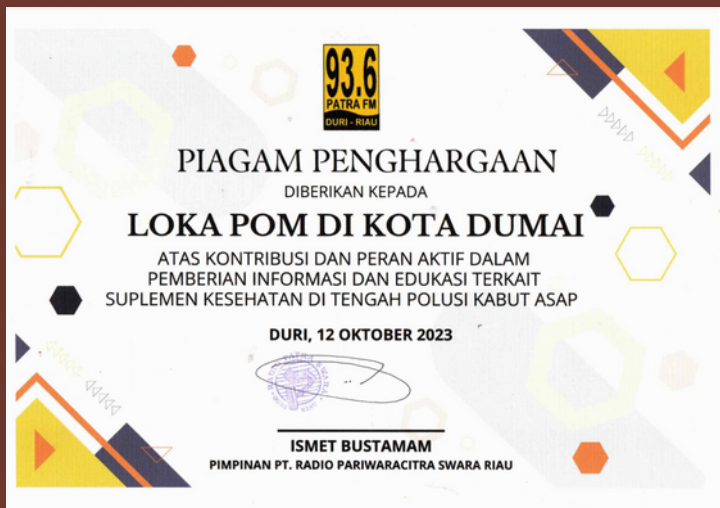 93.6
PATRA FM
DURI - RIAU
PIAGAM PENGHARGAAN
DIBERIKAN KEPADA
LOKA POM DI KOTA DUMAI
ATAS KONTRIBUSI DAN PERAN AKTIF DALAM
PEMBERIAN INFORMASI DAN EDUKASI TERKAIT
SUPLEMEN KESEHATAN DI TENGAH POLUSI KABUT ASAP
DURI, 12 OKTOBER 2023
ISMET BUSTAMAM
PIMPINAN PT. RADIO PARIWARACITRA SWARA RIAU